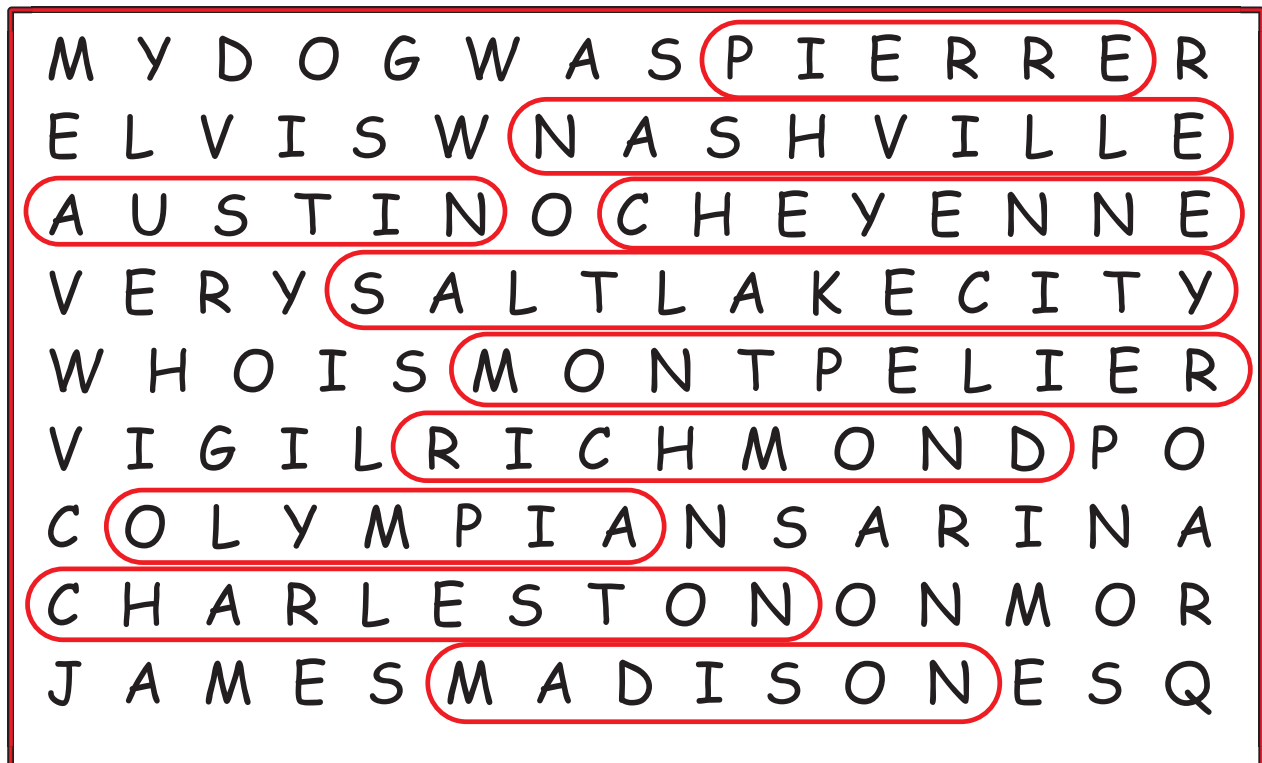 M Y D O G W A S P I E R R E R
E L V I S W N A S H V I L L E
A U S T I N O C H E Y E N N E
V E R Y S A L T L A K E C I T Y
W H O I S M O N T P E L I E R
V I G I L R I C H M O N D P O
C O L Y M P I A N S A R I N A
C H A R L E S T O N O N M O R
J A M E S M A D I S O N E S Q